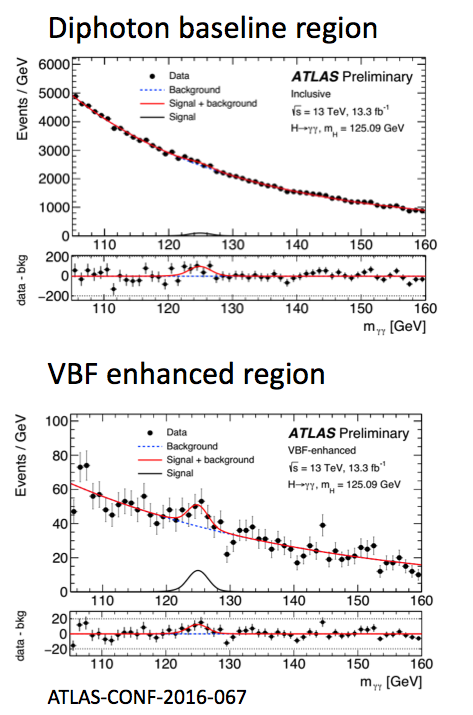 Diphoton baseline region
Events / GeV
6000
5000
4000
3000
2000
1000
0
Data
Background
Signal + background
Signal
ATLAS Preliminary
Inclusive
√s = 13 TeV, 13.3 fb⁻¹
H→γγ, m_H = 125.09 GeV
110 120 130 140 150 160
data - bkg
200
0
−200
110 120 130 140 150 160
m_γγ [GeV]
VBF enhanced region
Events / GeV
100
80
60
40
20
0
Data
Background
Signal + background
Signal
ATLAS Preliminary
VBF-enhanced
√s = 13 TeV, 13.3 fb⁻¹
H→γγ, m_H = 125.09 GeV
110 120 130 140 150 160
data - bkg
20
0
−20
110 120 130 140 150 160
m_γγ [GeV]
ATLAS-CONF-2016-067